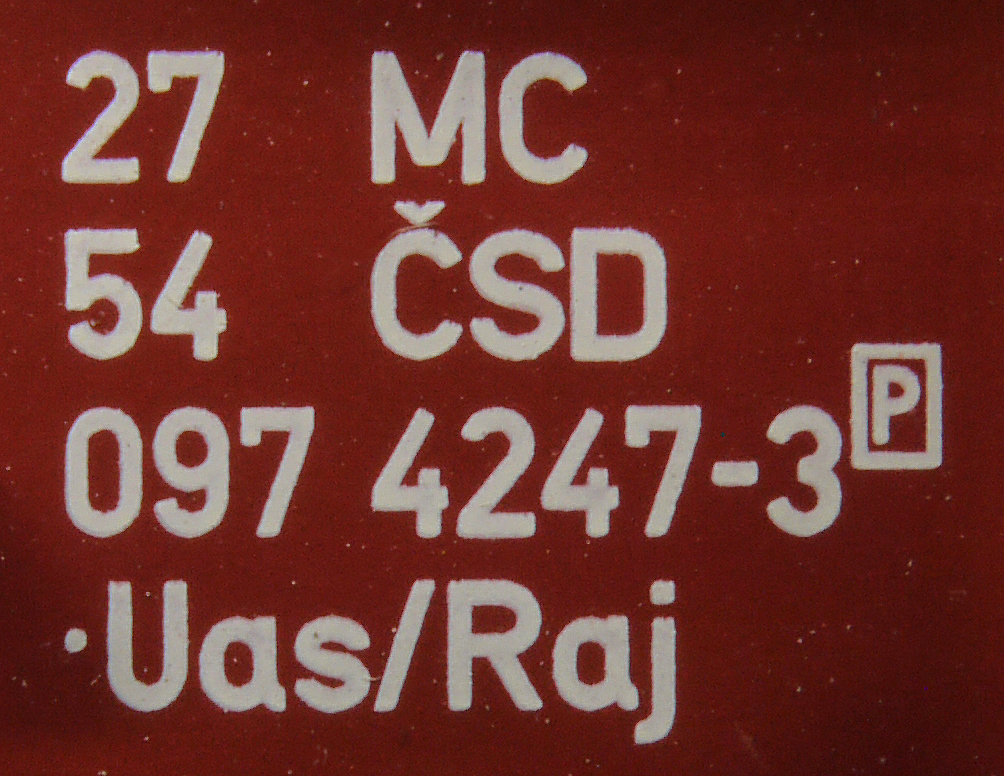 27 MC
54 ČSD
097 4247-3 P
·Uas/Raj